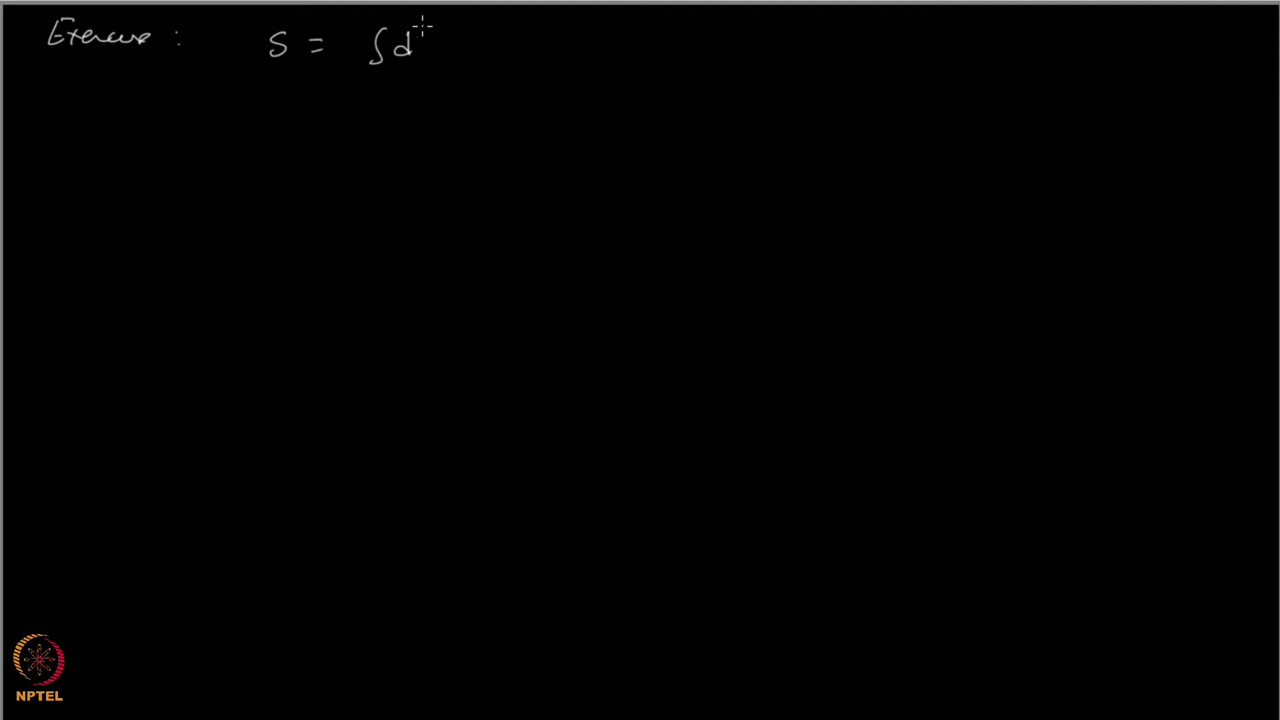 Exercise : S = ∫ d
NPTEL